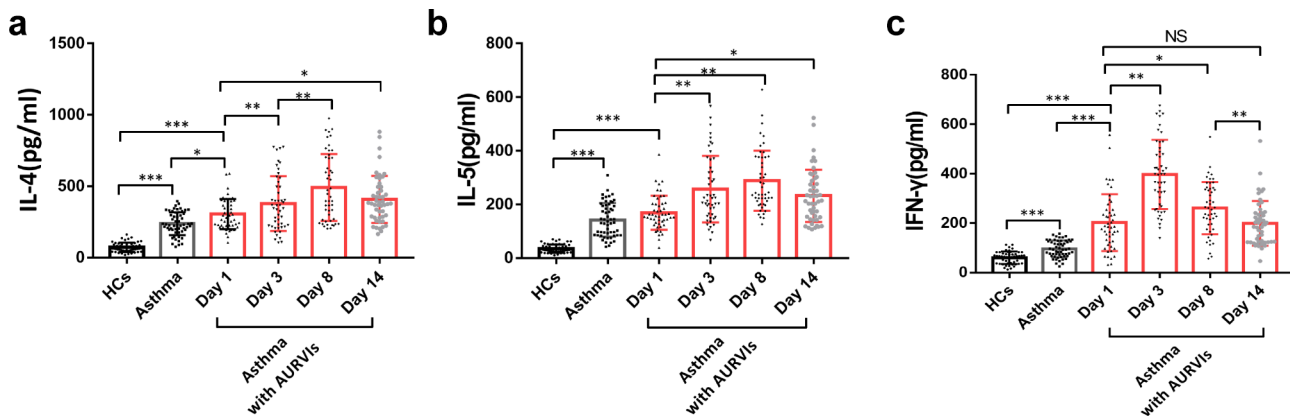 a
IL-4(pg/ml)
1500
1000
500
0
*
** **
***
*
***
HCs
Asthma
Day 1
Day 3
Day 8
Day 14
Asthma
with AURVIs
b
IL-5(pg/ml)
800
600
400
200
0
*
**
**
***
***
HCs
Asthma
Day 1
Day 3
Day 8
Day 14
Asthma
with AURVIs
c
IFN-γ(pg/ml)
800
600
400
200
0
NS
*
**
***
***
**
***
HCs
Asthma
Day 1
Day 3
Day 8
Day 14
Asthma
with AURVIs